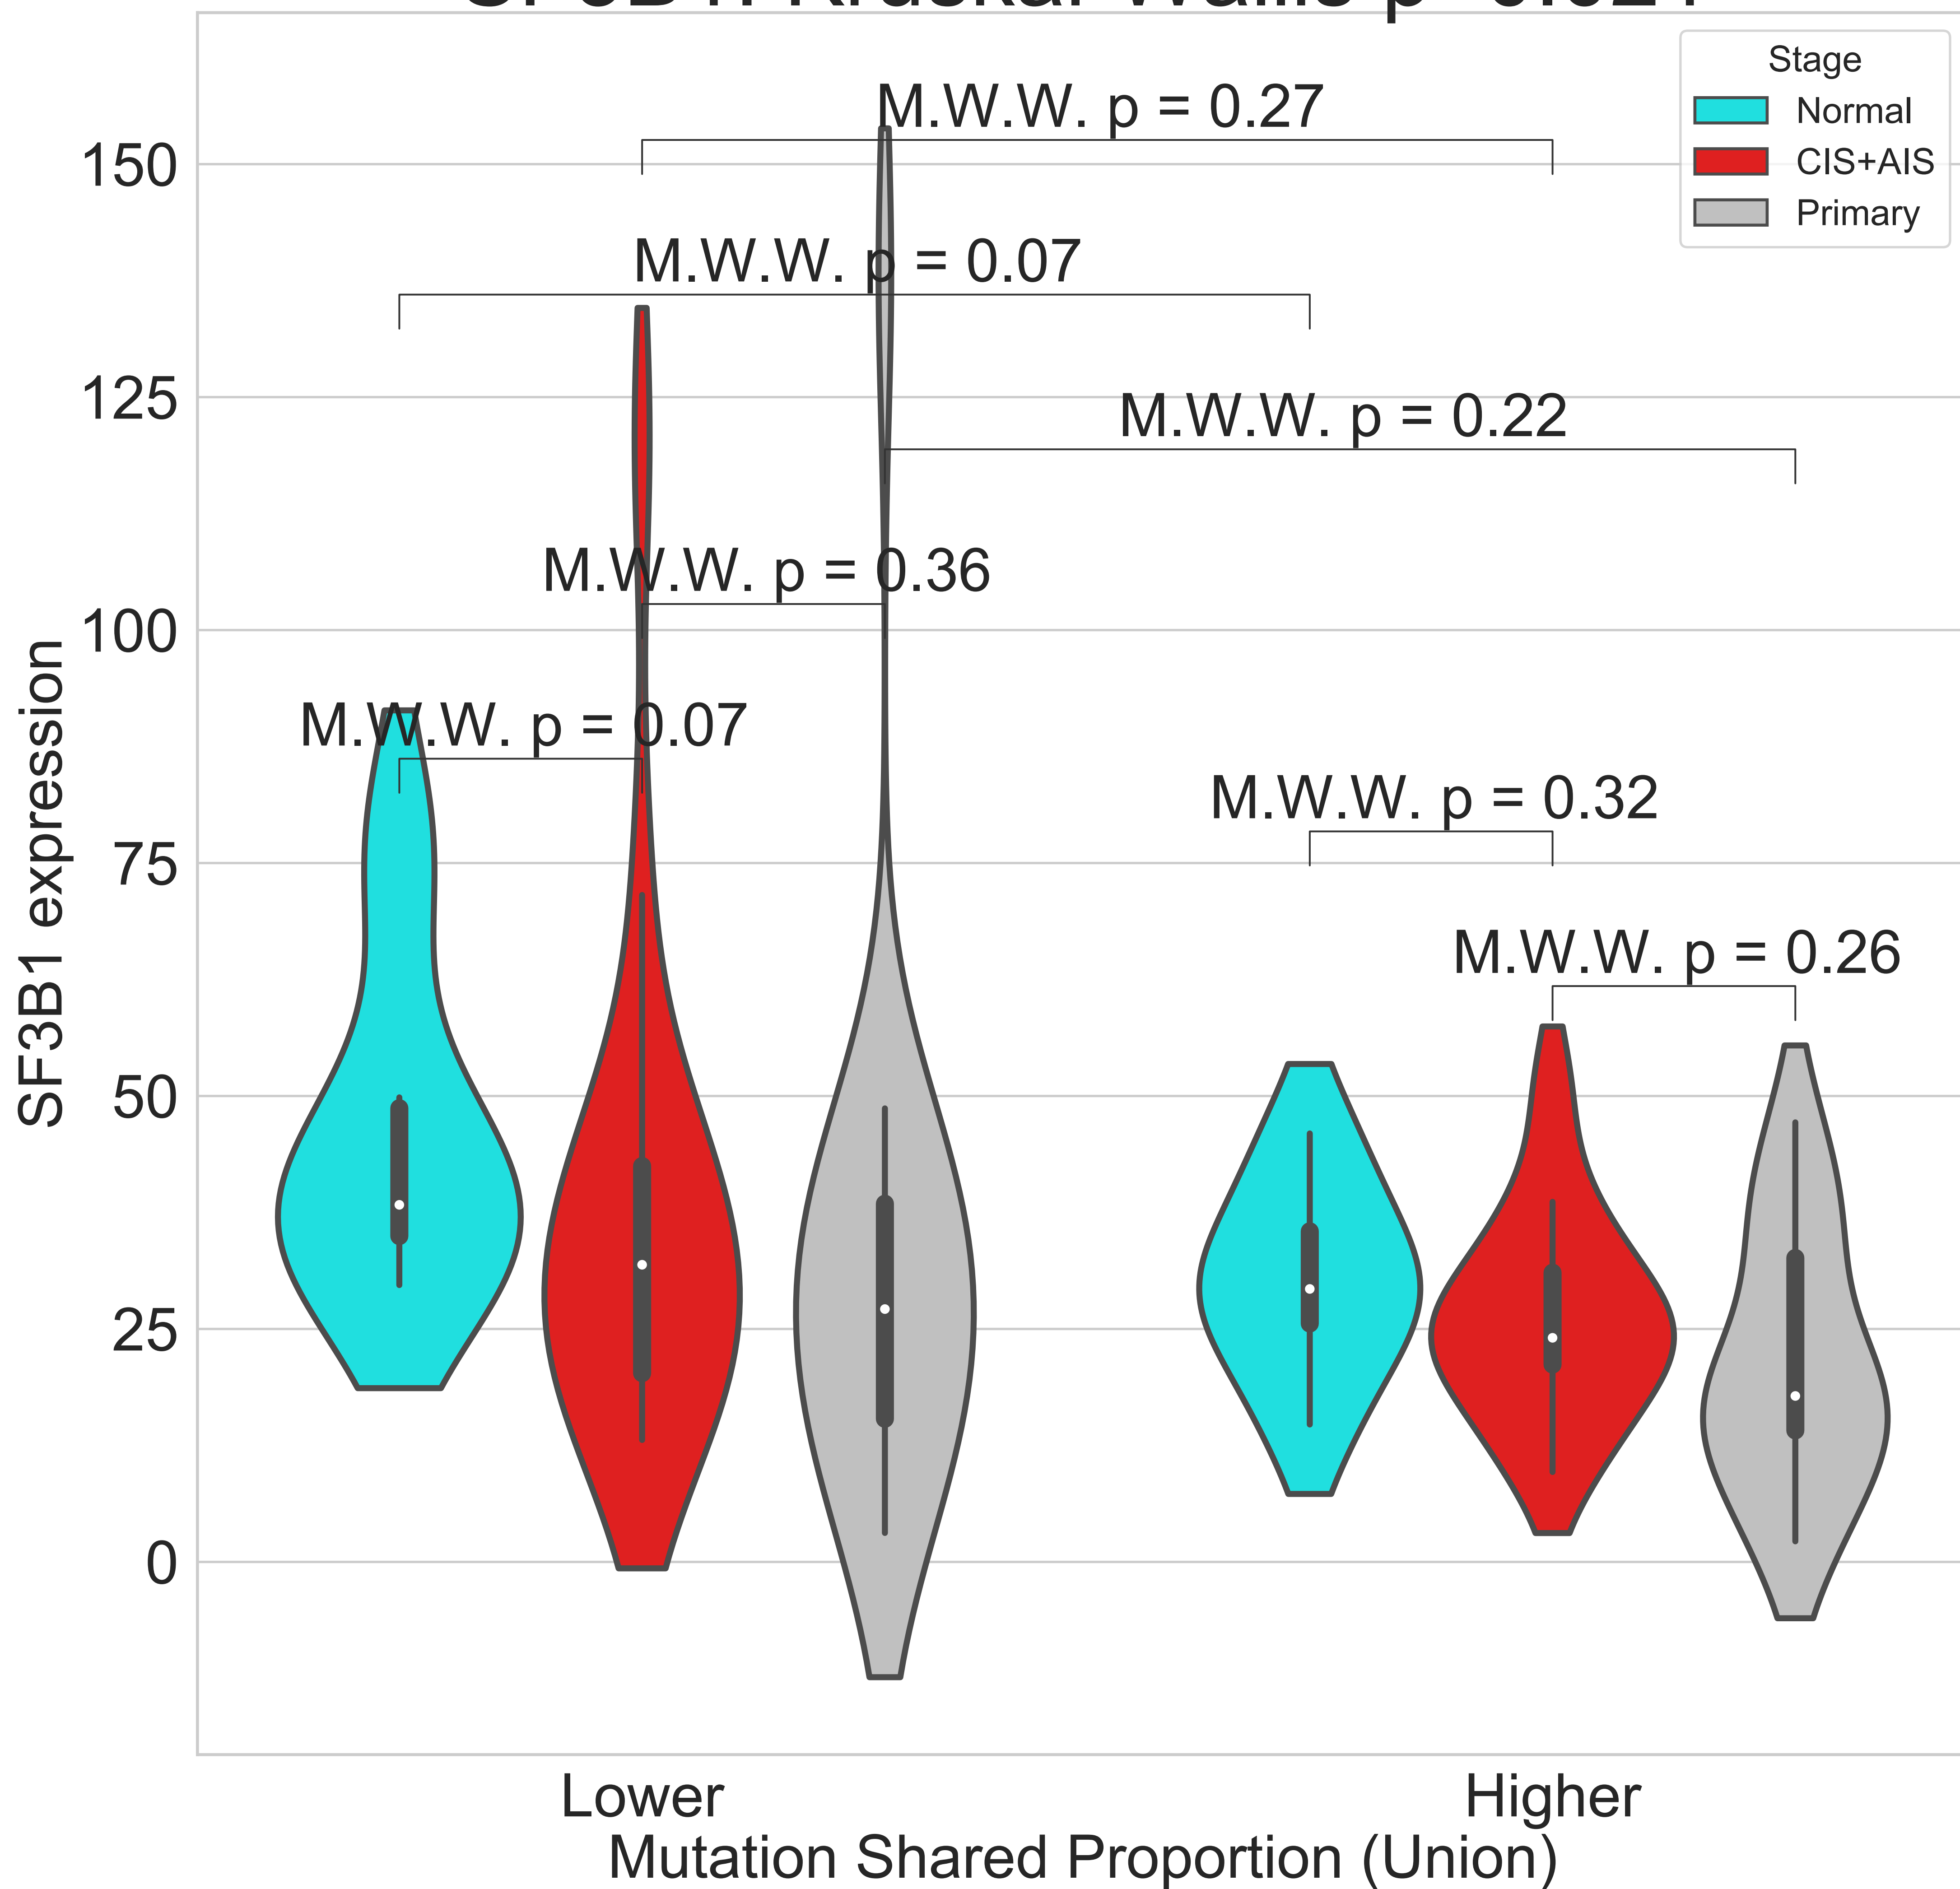 Stage
Normal
CIS+AIS
Primary
M.W.W. p = 0.27
M.W.W. p = 0.07
M.W.W. p = 0.22
M.W.W. p = 0.36
M.W.W. p = 0.07
M.W.W. p = 0.32
M.W.W. p = 0.26
150
125
100
75
50
25
0
SF3B1 expression
Lower
Higher
Mutation Shared Proportion (Union)